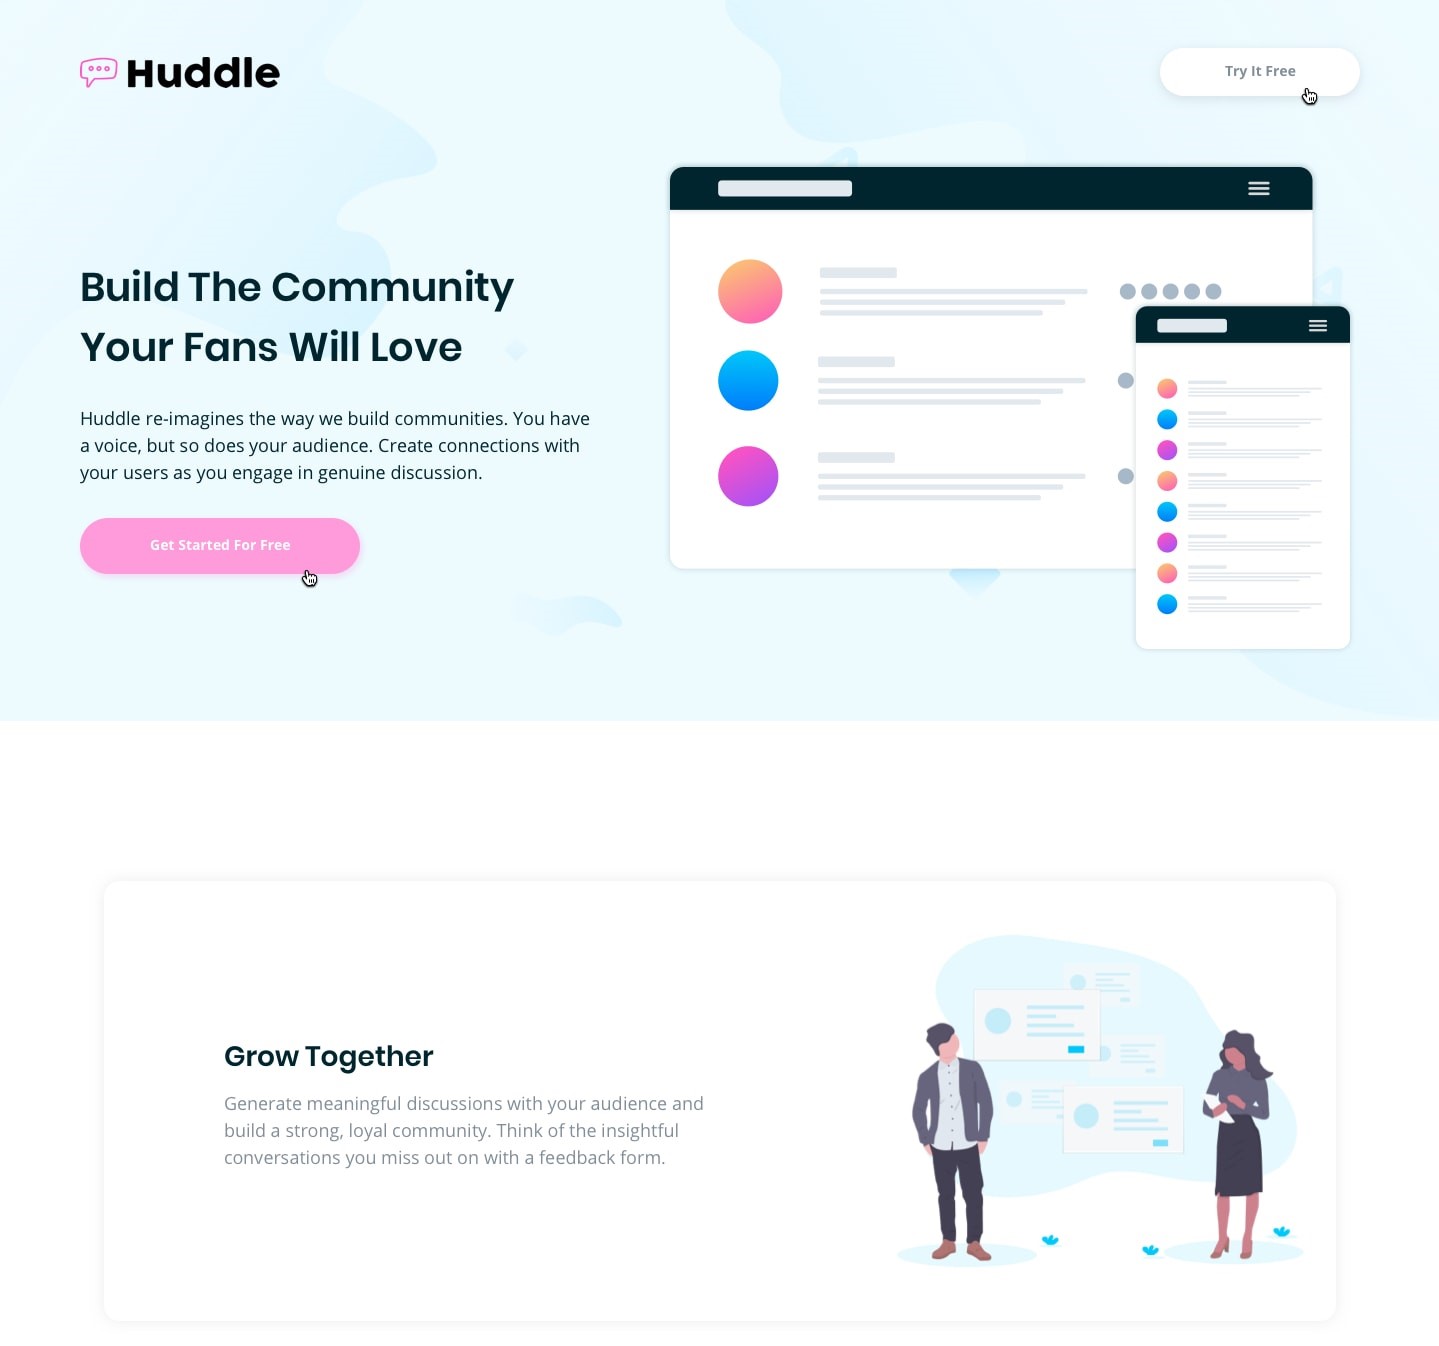 Huddle
Try It Free
Build The Community
Your Fans Will Love
Huddle re-imagines the way we build communities. You have
a voice, but so does your audience. Create connections with
your users as you engage in genuine discussion.
Get Started For Free
Grow Together
Generate meaningful discussions with your audience and
build a strong, loyal community. Think of the insightful
conversations you miss out on with a feedback form.